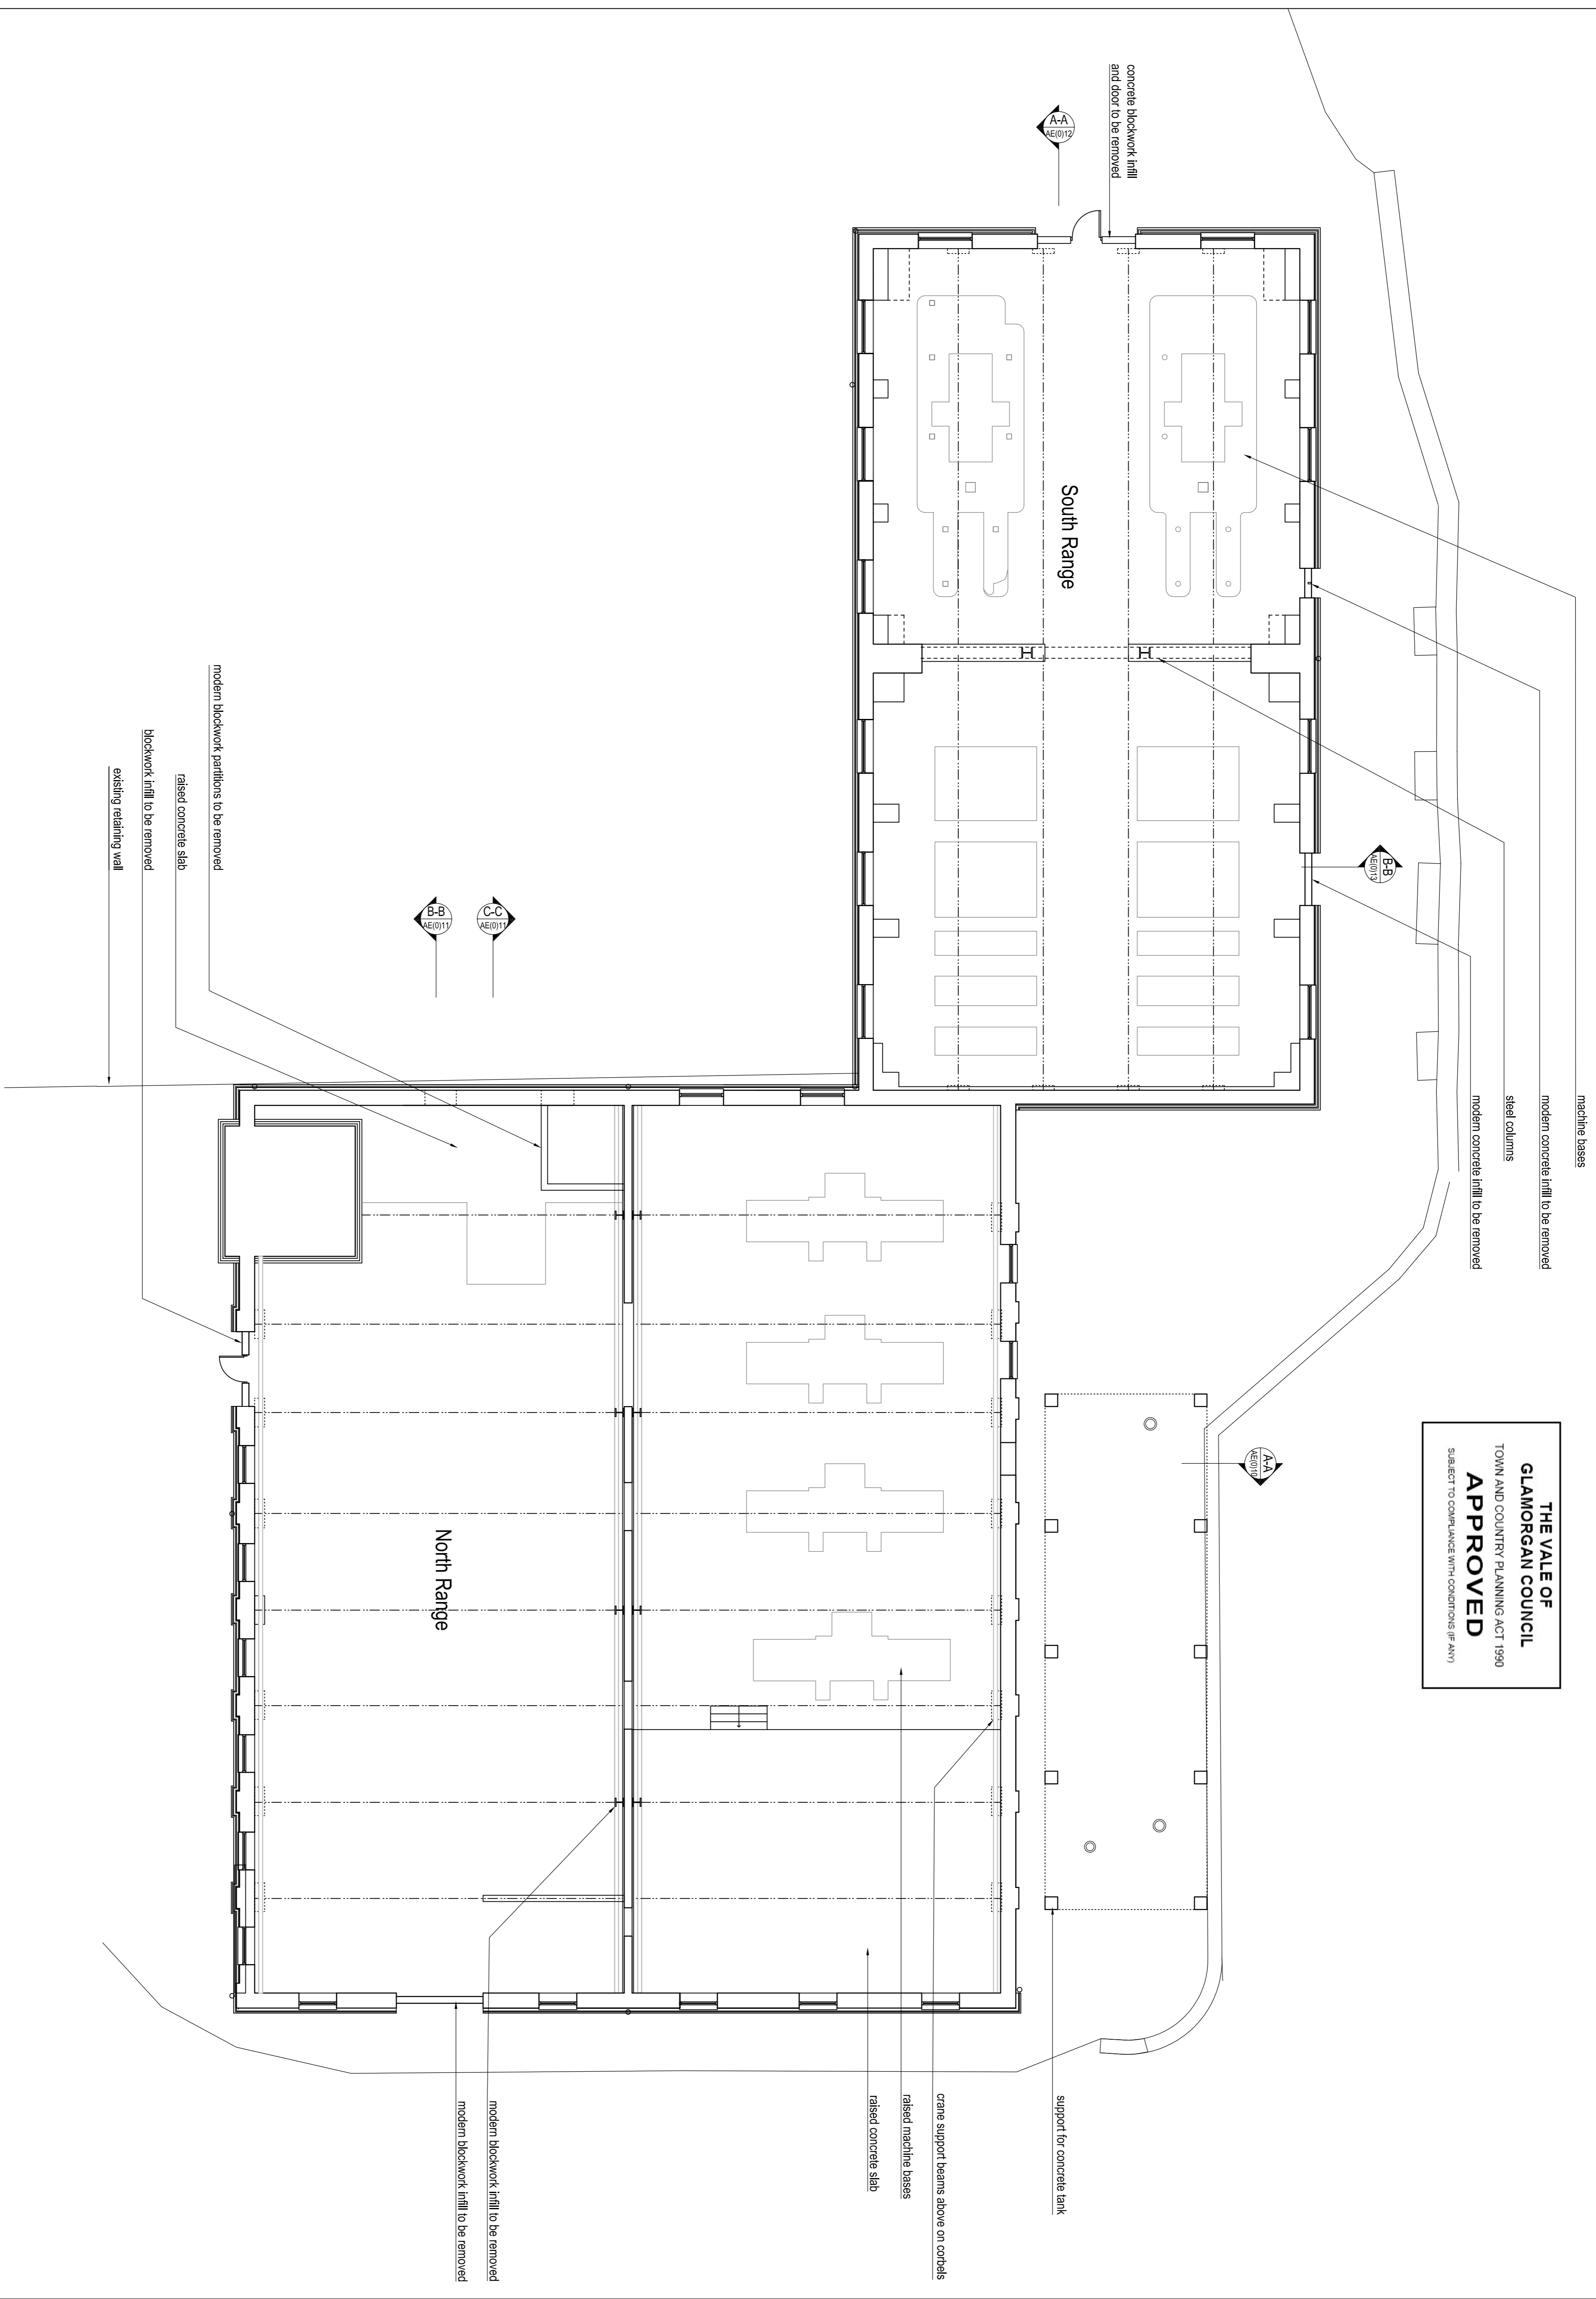 concrete blockwork infill
and door to be removed
A-A
AE(0)12
South Range
machine bases
modern concrete infill to be removed
steel columns
modern concrete infill to be removed
B-B
AE(0)13
THE VALE OF
GLAMORGAN COUNCIL
TOWN AND COUNTRY PLANNING ACT 1990
APPROVED
SUBJECT TO COMPLIANCE WITH CONDITIONS (IF ANY)
modern blockwork partitions to be removed
raised concrete slab
blockwork infill to be removed
existing retaining wall
C-C
AE(0)11
B-B
AE(0)11
A-A
AE(0)10
North Range
support for concrete tank
crane support beams above on corbels
raised machine bases
raised concrete slab
modern blockwork infill to be removed
modern blockwork infill to be removed